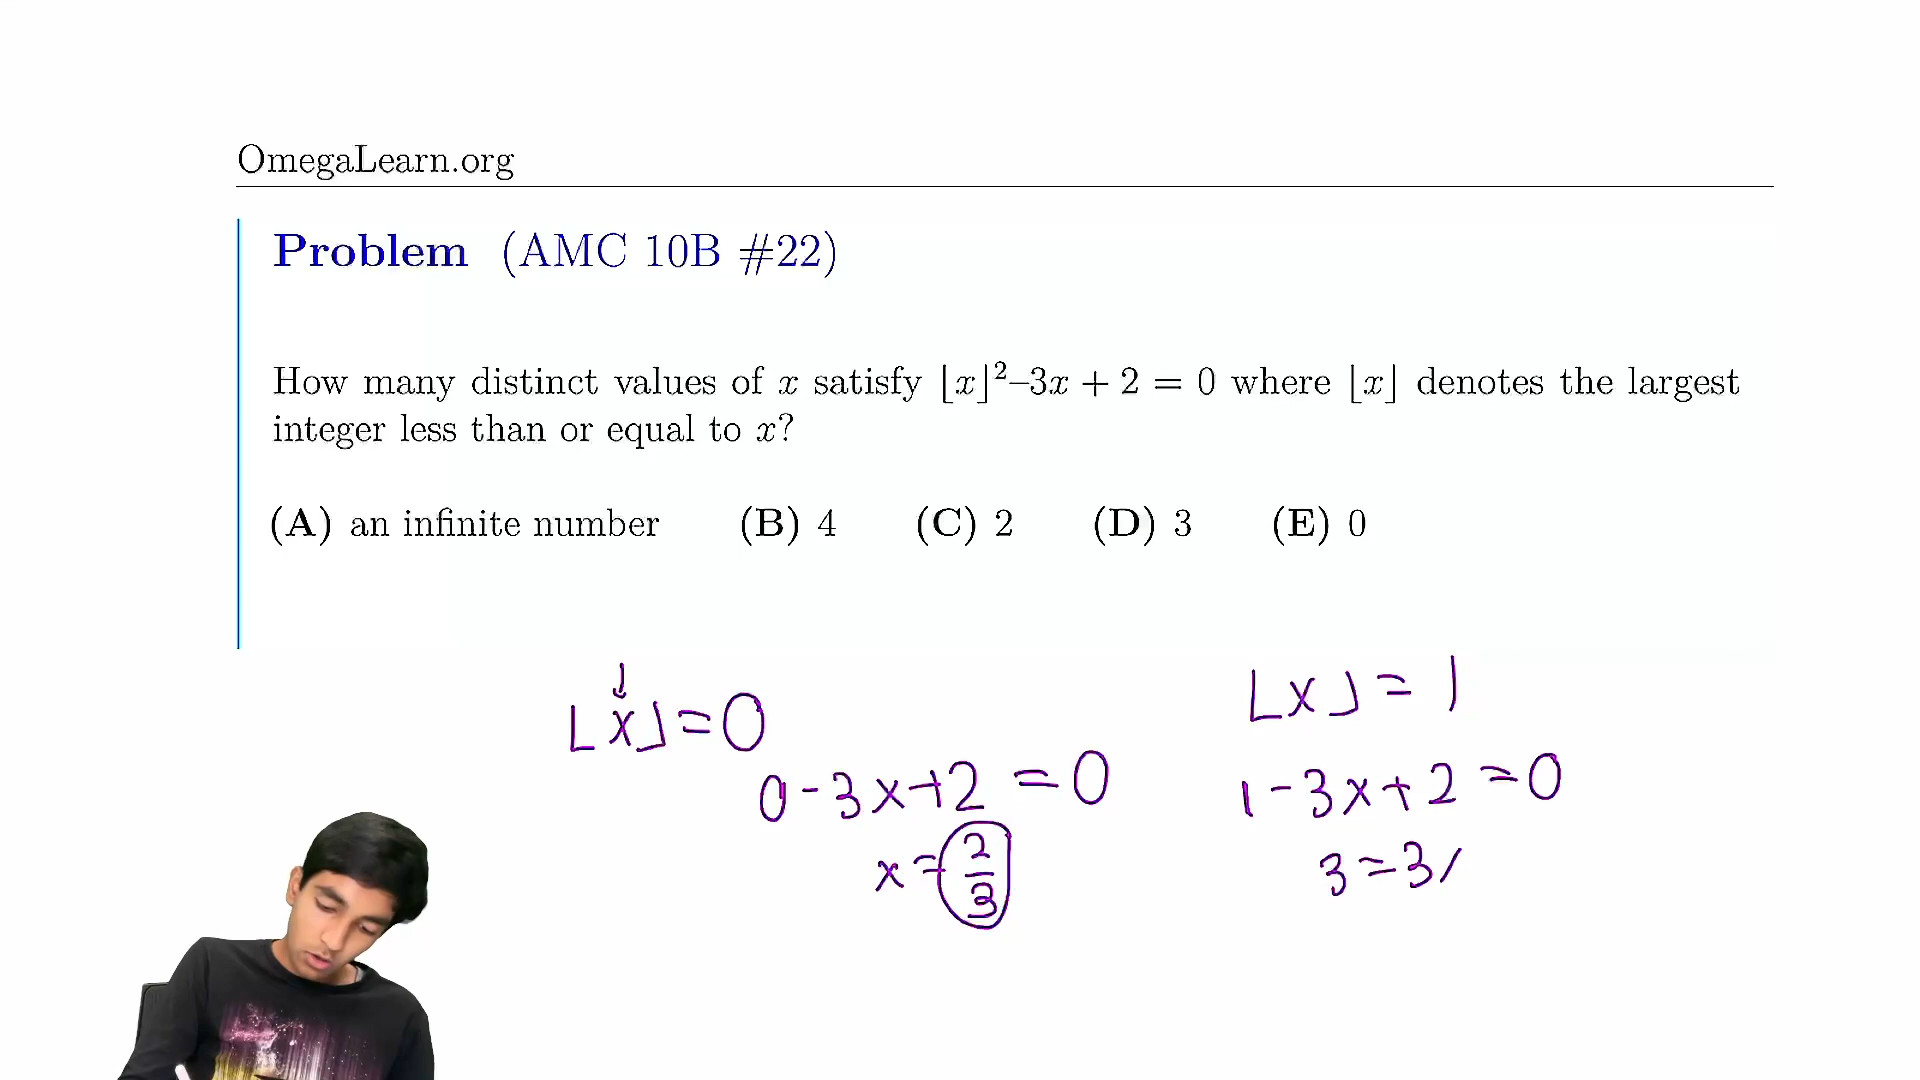 OmegaLearn.org
Problem (AMC 10B #22)
How many distinct values of x satisfy ⌊x⌋²–3x + 2 = 0 where ⌊x⌋ denotes the largest
integer less than or equal to x?
(A) an infinite number (B) 4 (C) 2 (D) 3 (E) 0
⌊x⌋ = 0
0 - 3x + 2 = 0
x = 2/3
⌊x⌋ = 1
1 - 3x + 2 = 0
3 = 3